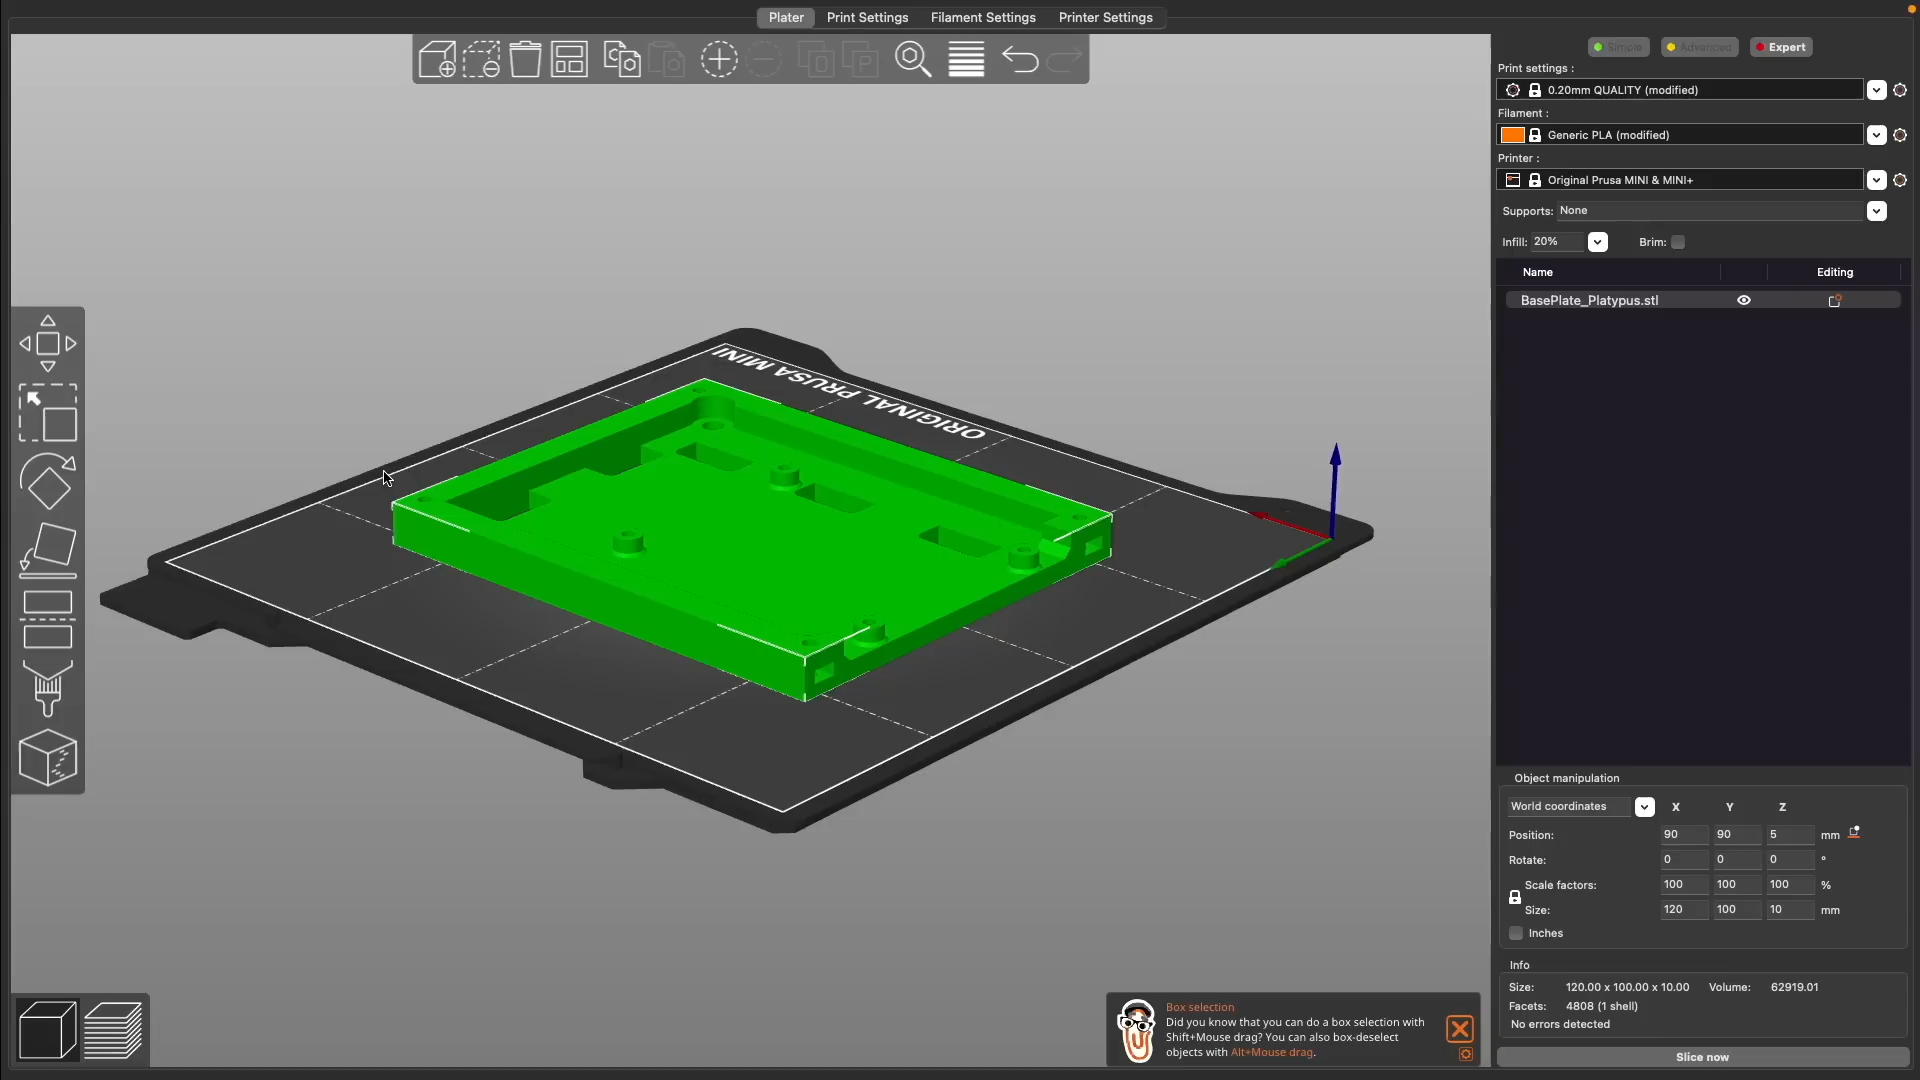 Plater
Print Settings
Filament Settings
Printer Settings
Simple
Advanced
Expert
Print settings :
0.20mm QUALITY (modified)
Filament :
Generic PLA (modified)
Printer :
Original Prusa MINI & MINI+
Supports: None
Infill: 20% Brim:
Name Editing
BasePlate_Platypus.stl
ORIGINAL PRUSA MINI
Object manipulation
World coordinates X Y Z
Position: 90 90 5 mm
Rotate: 0 0 0 °
Scale factors: 100 100 100 %
Size: 120 100 10 mm
Inches
Info
Size: 120.00 x 100.00 x 10.00 Volume: 62919.01
Facets: 4808 (1 shell)
No errors detected
Slice now
Box selection
Did you know that you can do a box selection with
Shift+Mouse drag? You can also box-deselect
objects with Alt+Mouse drag.